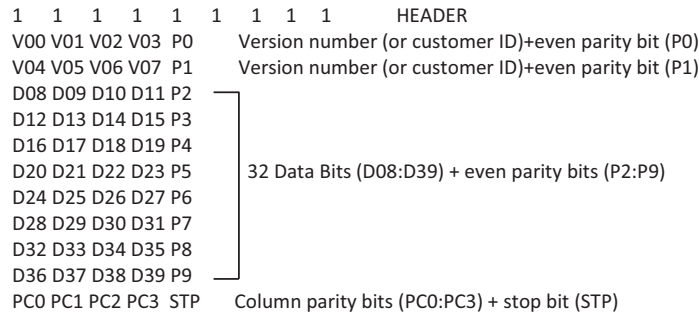 1 1 1 1 1 1 1 1 1 HEADER
V00 V01 V02 V03 P0 Version number (or customer ID)+even parity bit (P0)
V04 V05 V06 V07 P1 Version number (or customer ID)+even parity bit (P1)
D08 D09 D10 D11 P2
D12 D13 D14 D15 P3
D16 D17 D18 D19 P4
D20 D21 D22 D23 P5 32 Data Bits (D08:D39) + even parity bits (P2:P9)
D24 D25 D26 D27 P6
D28 D29 D30 D31 P7
D32 D33 D34 D35 P8
D36 D37 D38 D39 P9
PC0 PC1 PC2 PC3 STP Column parity bits (PC0:PC3) + stop bit (STP)